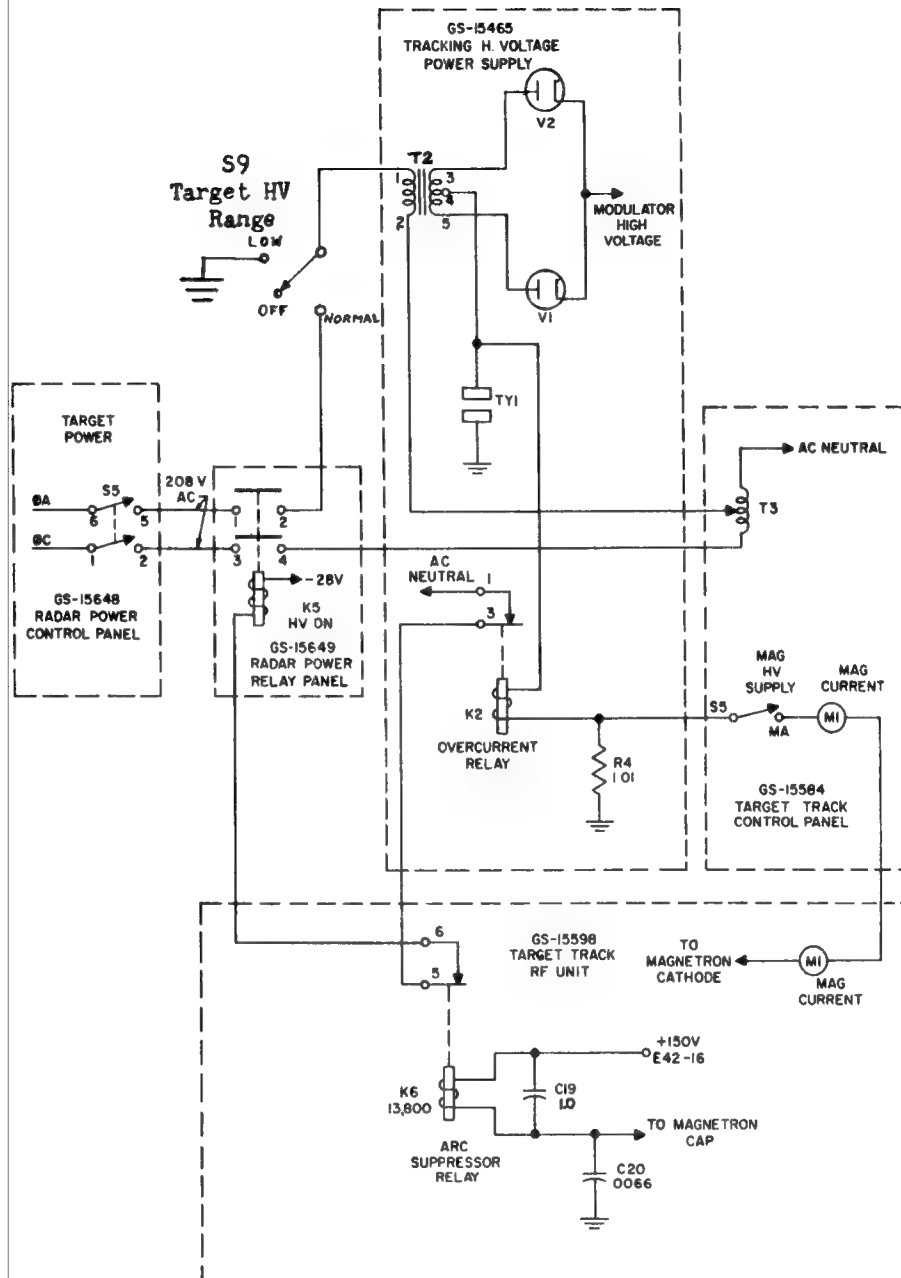 GS-15465
TRACKING H. VOLTAGE
POWER SUPPLY
V2
T2
1
3
4
2
5
MODULATOR
HIGH
VOLTAGE
V1
S9
Target HV
Range
LOW
OFF
NORMAL
TY1
TARGET
POWER
ØA
S5
6
5
ØC
1
2
208 V
AC
1
2
3
4
GS-15648
RADAR POWER
CONTROL PANEL
-28V
K5
HV ON
GS-15649
RADAR POWER
RELAY PANEL
AC NEUTRAL
T3
AC
NEUTRAL
1
3
K2
OVERCURRENT
RELAY
R4
1 01
MAG
HV
SUPPLY
S5
MA
MAG
CURRENT
M1
GS-15584
TARGET TRACK
CONTROL PANEL
6
5
GS-15598
TARGET TRACK
RF UNIT
TO
MAGNETRON
CATHODE
M1
MAG
CURRENT
K6
13,800
ARC
SUPPRESSOR
RELAY
+150V
E42-16
C19
1.0
TO MAGNETRON
CAP
C20
0066